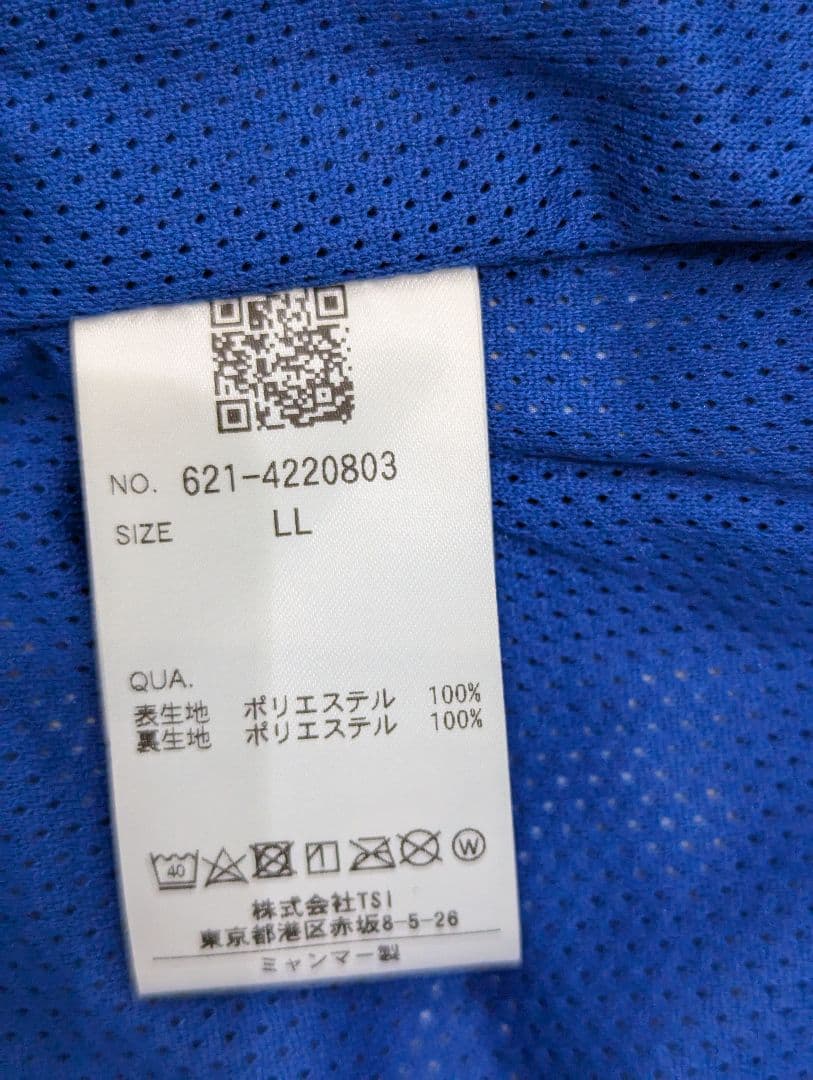 NO. 621-4220803
SIZE LL
QUA.
表生地 ポリエステル 100%
裏生地 ポリエステル 100%
40 W
株式会社TSI
東京都港区赤坂8-5-26
ミャンマー製